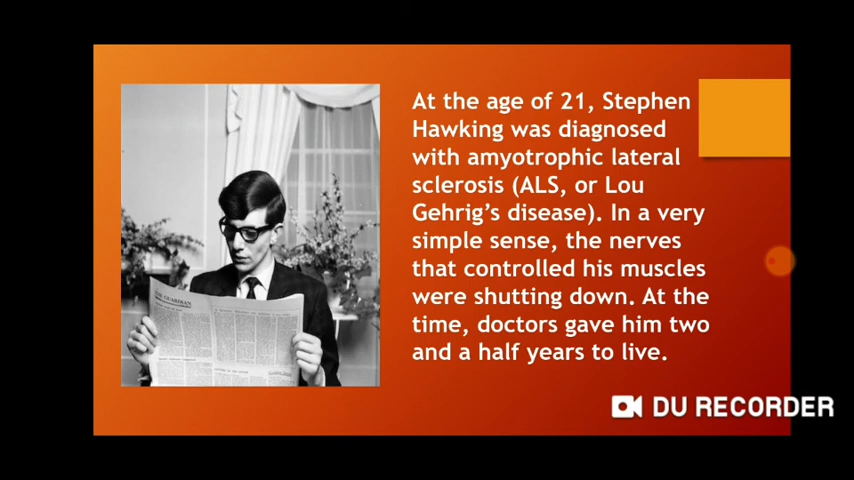 At the age of 21, Stephen
Hawking was diagnosed
with amyotrophic lateral
sclerosis (ALS, or Lou
Gehrig's disease). In a very
simple sense, the nerves
that controlled his muscles
were shutting down. At the
time, doctors gave him two
and a half years to live.
THE GUARDIAN
DU RECORDER